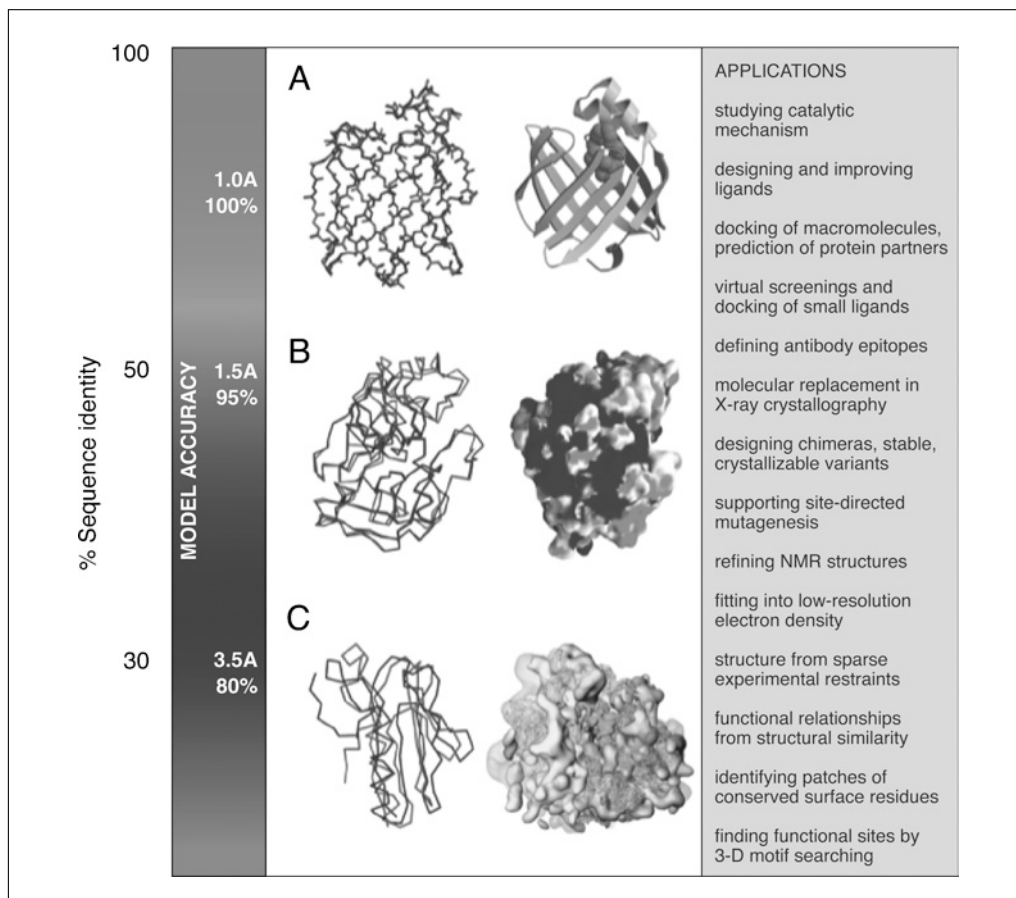 100
50
30
% Sequence identity
MODEL ACCURACY
1.0A
100%
1.5A
95%
3.5A
80%
A
B
C
APPLICATIONS
studying catalytic
mechanism
designing and improving
ligands
docking of macromolecules,
prediction of protein partners
virtual screenings and
docking of small ligands
defining antibody epitopes
molecular replacement in
X-ray crystallography
designing chimeras, stable,
crystallizable variants
supporting site-directed
mutagenesis
refining NMR structures
fitting into low-resolution
electron density
structure from sparse
experimental restraints
functional relationships
from structural similarity
identifying patches of
conserved surface residues
finding functional sites by
3-D motif searching